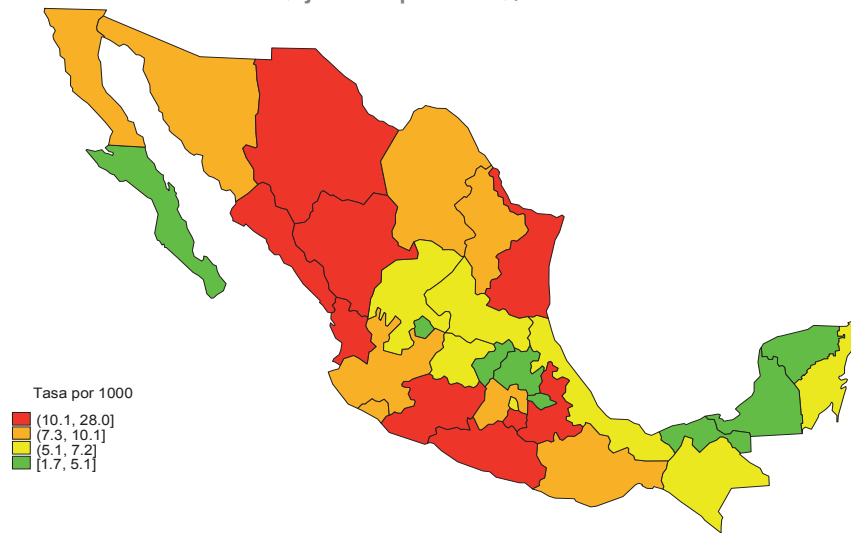 Tasa por 1000
(10.1, 28.0]
(7.3, 10.1]
(5.1, 7.2]
[1.7, 5.1]